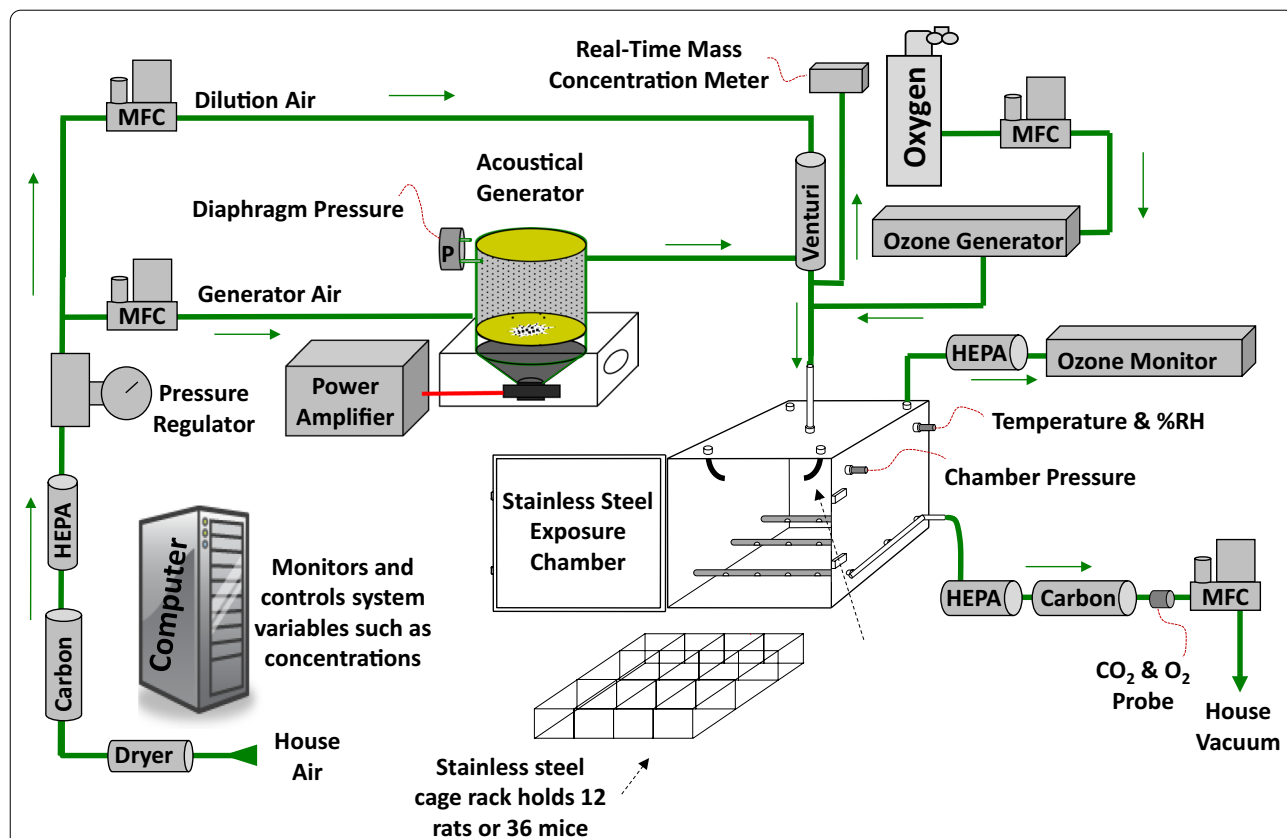 Real-Time Mass
Concentration Meter
MFC
Dilution Air
Oxygen
MFC
Acoustical
Generator
Diaphragm Pressure
P
Venturi
Ozone Generator
MFC
Generator Air
HEPA
Ozone Monitor
Pressure
Regulator
Power
Amplifier
Temperature & %RH
Chamber Pressure
Stainless Steel
Exposure
Chamber
HEPA
Computer
Monitors and
controls system
variables such as
concentrations
HEPA
Carbon
MFC
Carbon
CO₂ & O₂
Probe
House
Vacuum
Dryer
House
Air
Stainless steel
cage rack holds 12
rats or 36 mice